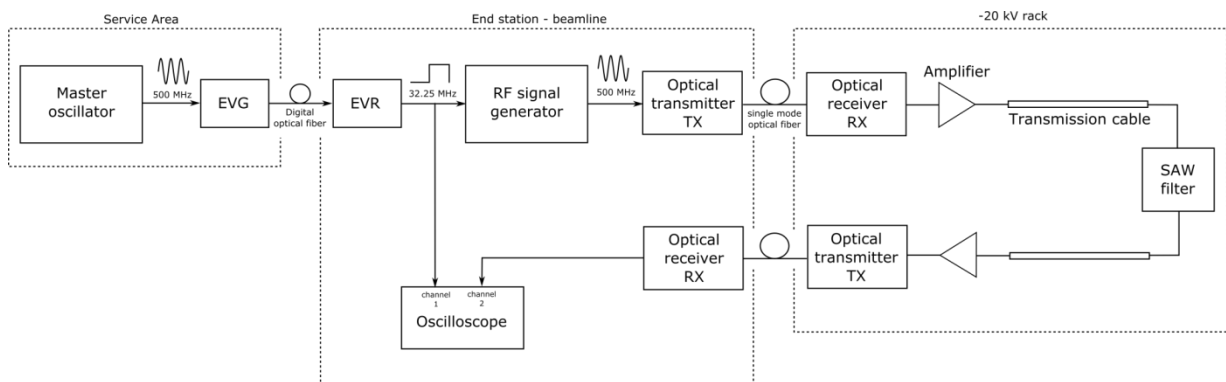 Service Area
End station - beamline
-20 kV rack
Master
oscillator
500 MHz
EVG
Digital
optical fiber
EVR
32.25 MHz
RF signal
generator
500 MHz
Optical
transmitter
TX
single mode
optical fiber
Optical
receiver
RX
Amplifier
Transmission cable
SAW
filter
Optical
receiver
RX
Optical
transmitter
TX
channel
1
channel
2
Oscilloscope